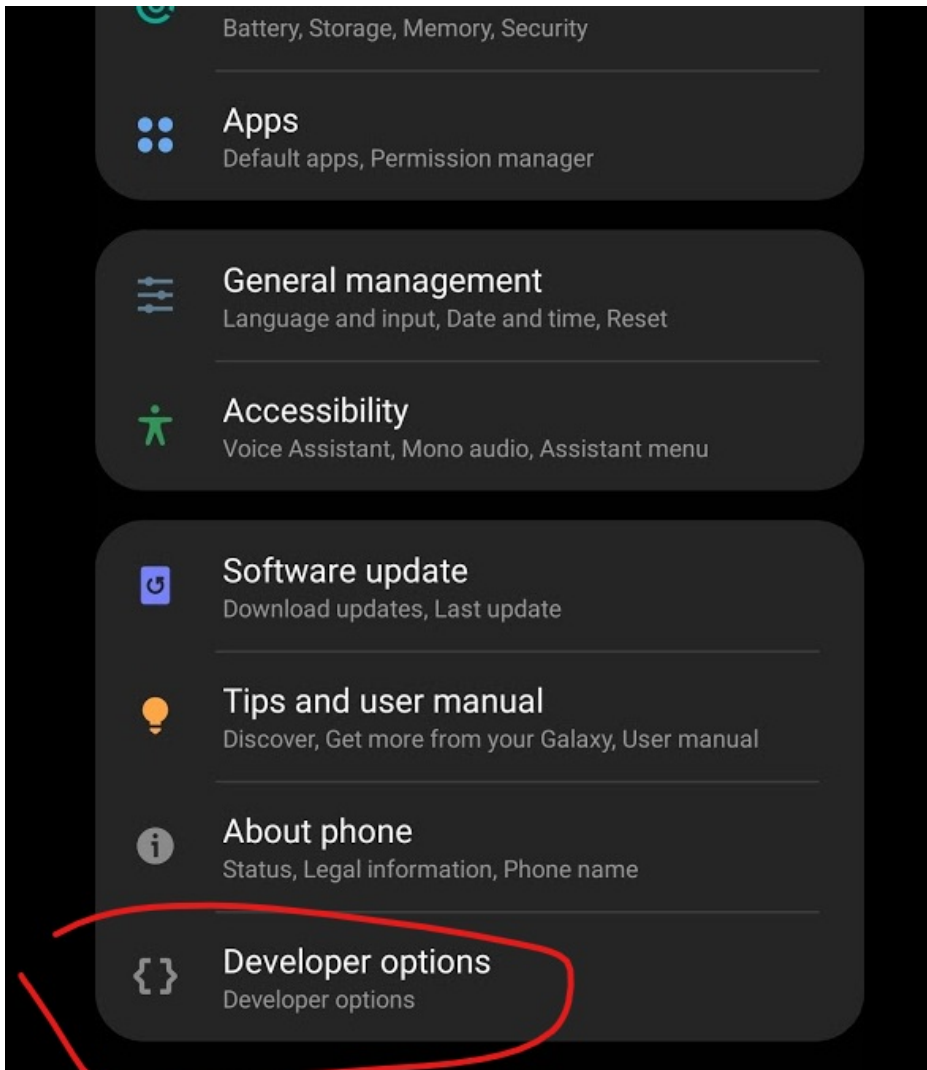 Battery, Storage, Memory, Security
Apps
Default apps, Permission manager
General management
Language and input, Date and time, Reset
Accessibility
Voice Assistant, Mono audio, Assistant menu
Software update
Download updates, Last update
Tips and user manual
Discover, Get more from your Galaxy, User manual
About phone
Status, Legal information, Phone name
Developer options
Developer options